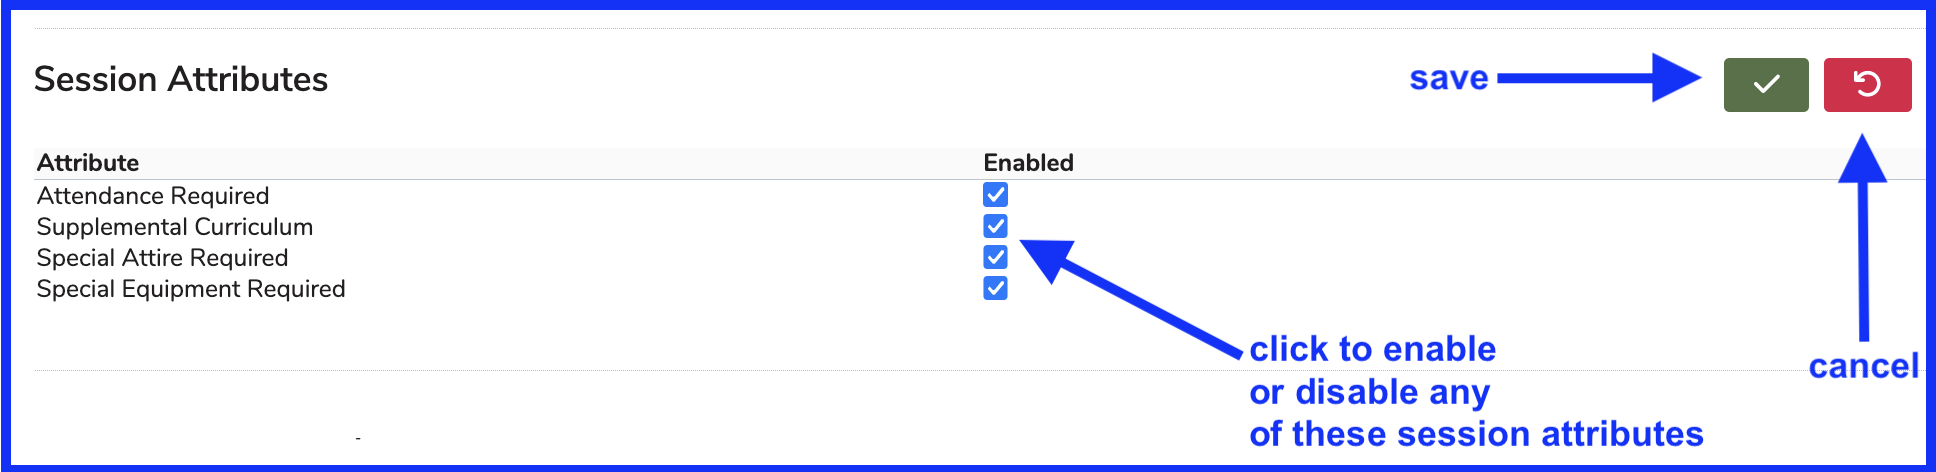 Session Attributes
save
Attribute Enabled
Attendance Required
Supplemental Curriculum
Special Attire Required
Special Equipment Required
click to enable
or disable any
of these session attributes
cancel
-